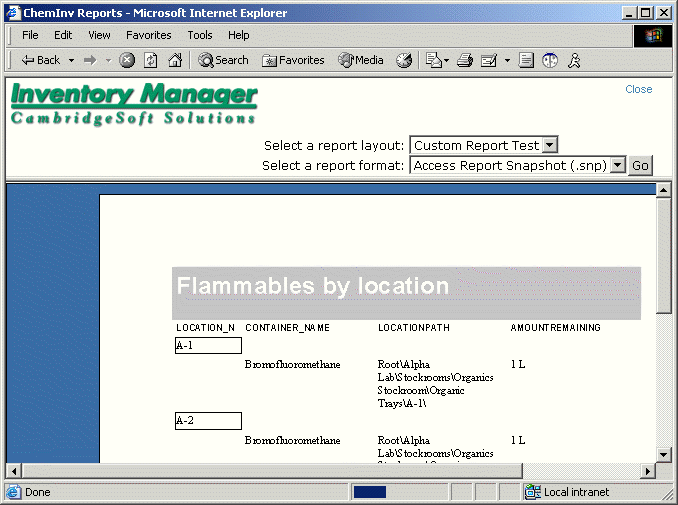 ChemInv Reports - Microsoft Internet Explorer
File Edit View Favorites Tools Help
Back Search Favorites Media
Inventory Manager
CambridgeSoft Solutions
Close
Select a report layout: Custom Report Test
Select a report format: Access Report Snapshot (.snp) Go
Flammables by location
LOCATION_N CONTAINER_NAME LOCATIONPATH AMOUNTREMAINING
A-1
Bromofluoromethane Root\Alpha 1 L
Lab\Stockrooms\Organics
Stockroom\Organic
Trays\A-1\
A-2
Bromofluoromethane Root\Alpha 1 L
Lab\Stockrooms\Organics
Done Local intranet